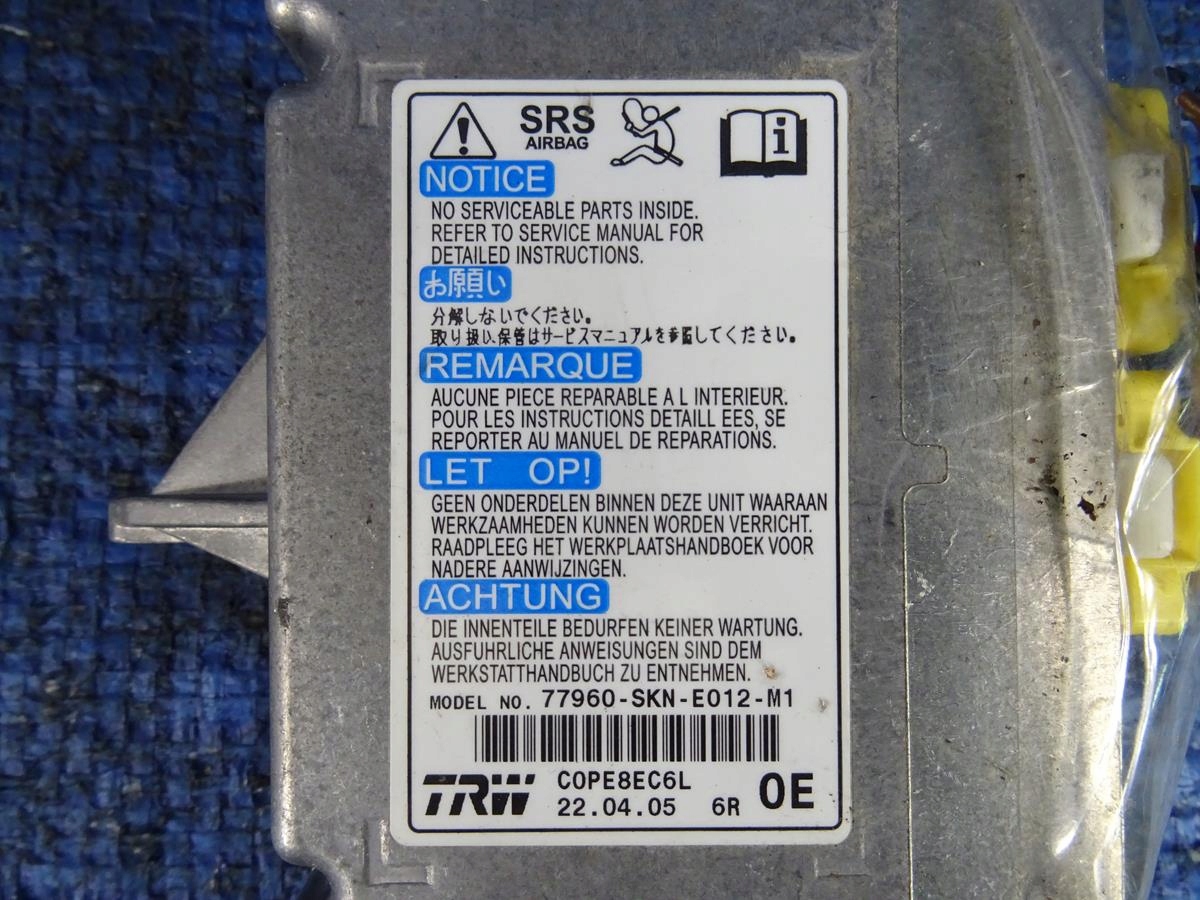 SRS
AIRBAG
NOTICE
NO SERVICEABLE PARTS INSIDE.
REFER TO SERVICE MANUAL FOR
DETAILED INSTRUCTIONS.
お願い
分解しないでください。
取り扱い、保管はサービスマニュアルを参照してください。
REMARQUE
AUCUNE PIECE REPARABLE A L INTERIEUR.
POUR LES INSTRUCTIONS DETAILL EES, SE
REPORTER AU MANUEL DE REPARATIONS.
LET OP!
GEEN ONDERDELEN BINNEN DEZE UNIT WAARAAN
WERKZAAMHEDEN KUNNEN WORDEN VERRICHT.
RAADPLEEG HET WERKPLAATSHANDBOEK VOOR
NADERE AANWIJZINGEN.
ACHTUNG
DIE INNENTEILE BEDURFEN KEINER WARTUNG.
AUSFUHRLICHE ANWEISUNGEN SIND DEM
WERKSTATTHANDBUCH ZU ENTNEHMEN.
MODEL NO. 77960-SKN-E012-M1
TRW C0PE8EC6L
22.04.05 6R 0E